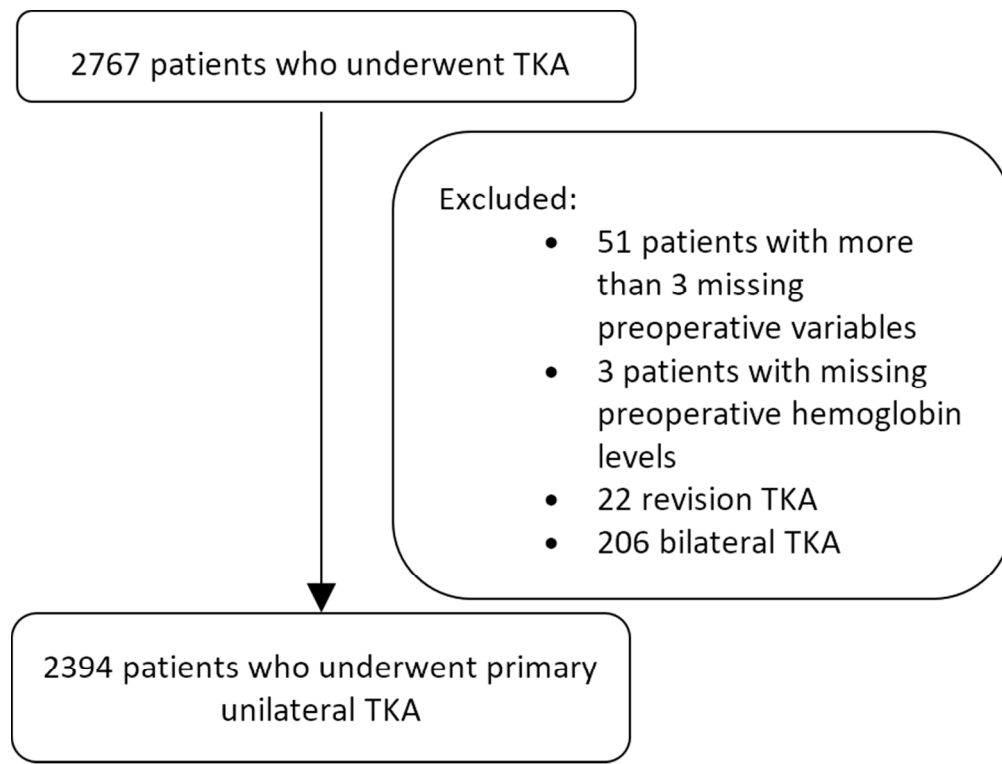 2767 patients who underwent TKA
Excluded:
• 51 patients with more
than 3 missing
preoperative variables
• 3 patients with missing
preoperative hemoglobin
levels
• 22 revision TKA
• 206 bilateral TKA
2394 patients who underwent primary
unilateral TKA